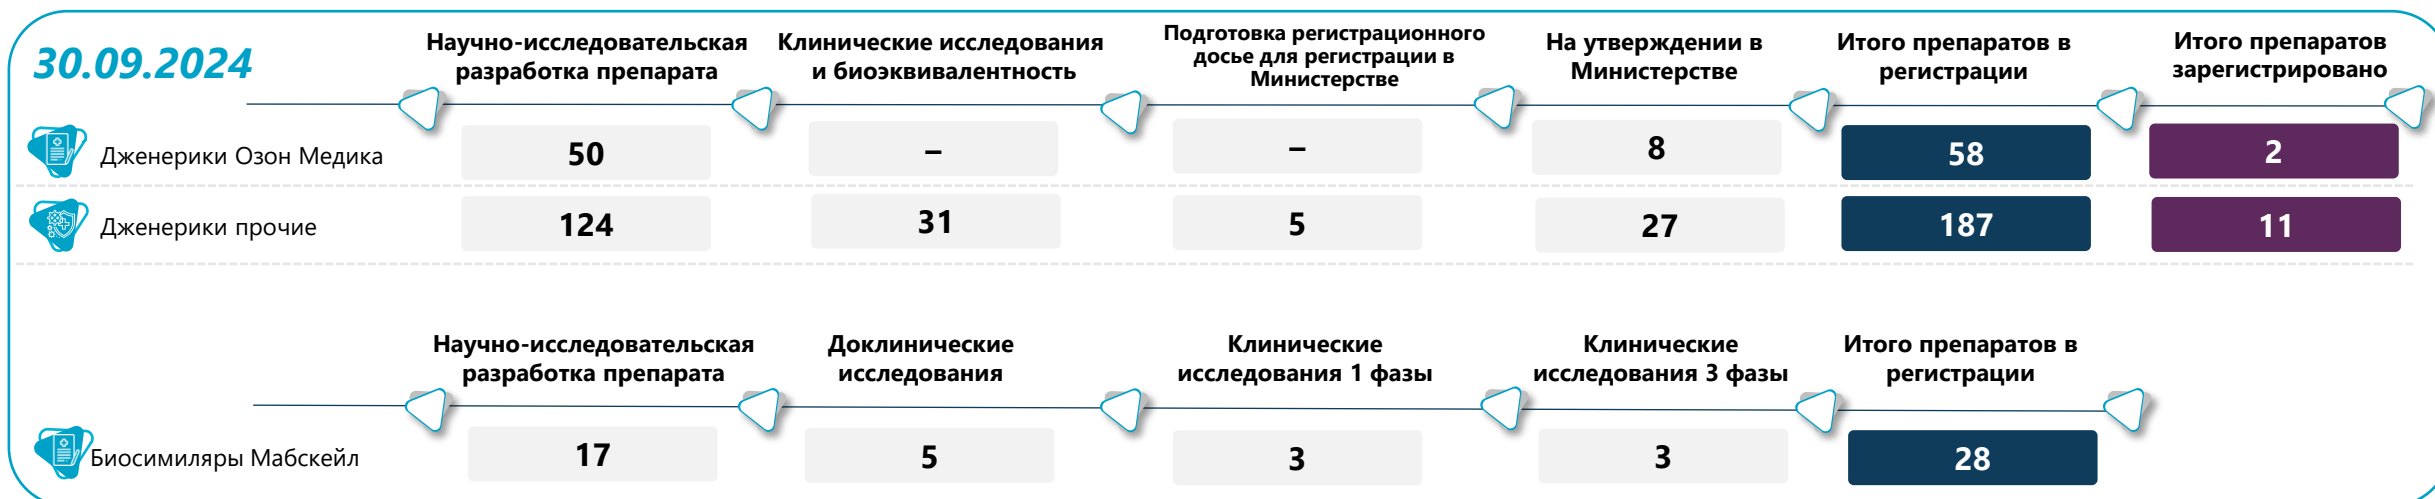 30.09.2024
Научно-исследовательская
разработка препарата
Клинические исследования
и биоэквивалентность
Подготовка регистрационного
досье для регистрации в
Министерстве
На утверждении в
Министерстве
Итого препаратов в
регистрации
Итого препаратов
зарегистрировано
Дженерики Озон Медика
50
–
–
8
58
2
Дженерики прочие
124
31
5
27
187
11
Научно-исследовательская
разработка препарата
Доклинические
исследования
Клинические
исследования 1 фазы
Клинические
исследования 3 фазы
Итого препаратов в
регистрации
Биосимиляры Мабскейл
17
5
3
3
28